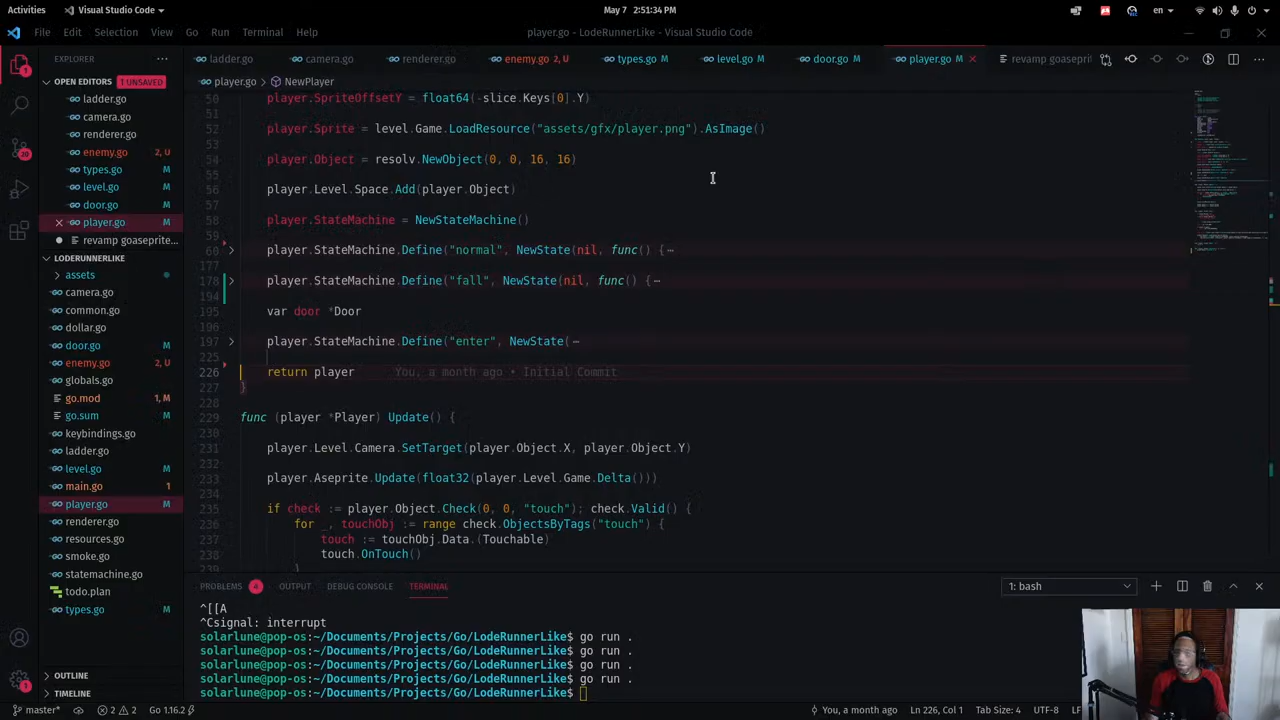 Activities
Visual Studio Code
May 7 2:51:34 PM
en
File Edit Selection View Go Run Terminal Help
player.go - LodeRunnerLike - Visual Studio Code
EXPLORER
ladder.go
camera.go
renderer.go
enemy.go 2, U
types.go M
level.go M
door.go M
player.go M
revamp goasepri
player.go > NewPlayer
OPEN EDITORS 1 UNSAVED
ladder.go
camera.go
renderer.go
enemy.go 2, U
types.go M
level.go M
door.go M
player.go M
revamp goaseprite...
LODERUNNERLIKE
assets
camera.go
common.go
dollar.go
door.go M
enemy.go 2, U
globals.go
go.mod 1, M
go.sum M
keybindings.go
ladder.go
level.go M
main.go 1
player.go M
renderer.go
resources.go
smoke.go
statemachine.go
todo.plan
types.go M
OUTLINE
TIMELINE
50 player.SpriteOffsetY = float64(-slice.Keys[0].Y)
51
52 player.Sprite = level.Game.LoadResource("assets/gfx/player.png").AsImage()
53
54 player.Object = resolv.NewObject(0, 0, 16, 16)
55
56 player.Level.Space.Add(player.Object)
57
58 player.StateMachine = NewStateMachine()
59
60 player.StateMachine.Define("normal", NewState(nil, func() {⋯
177
178 player.StateMachine.Define("fall", NewState(nil, func() {⋯
194
195 var door *Door
196
197 player.StateMachine.Define("enter", NewState(⋯
225
226 return player You, a month ago • Initial Commit
227 }
228
229 func (player *Player) Update() {
230
231 player.Level.Camera.SetTarget(player.Object.X, player.Object.Y)
232
233 player.Aseprite.Update(float32(player.Level.Game.Delta()))
234
235 if check := player.Object.Check(0, 0, "touch"); check.Valid() {
236 for _, touchObj := range check.ObjectsByTags("touch") {
237 touch := touchObj.Data.(Touchable)
238 touch.OnTouch()
239 }
PROBLEMS 4 OUTPUT DEBUG CONSOLE TERMINAL
1: bash
^[[A
^Csignal: interrupt
solarlune@pop-os:~/Documents/Projects/Go/LodeRunnerLike$ go run .
solarlune@pop-os:~/Documents/Projects/Go/LodeRunnerLike$ go run .
solarlune@pop-os:~/Documents/Projects/Go/LodeRunnerLike$ go run .
solarlune@pop-os:~/Documents/Projects/Go/LodeRunnerLike$ go run .
solarlune@pop-os:~/Documents/Projects/Go/LodeRunnerLike$
master* 2 2 Go 1.16.2 You, a month ago Ln 226, Col 1 Tab Size: 4 UTF-8 LF